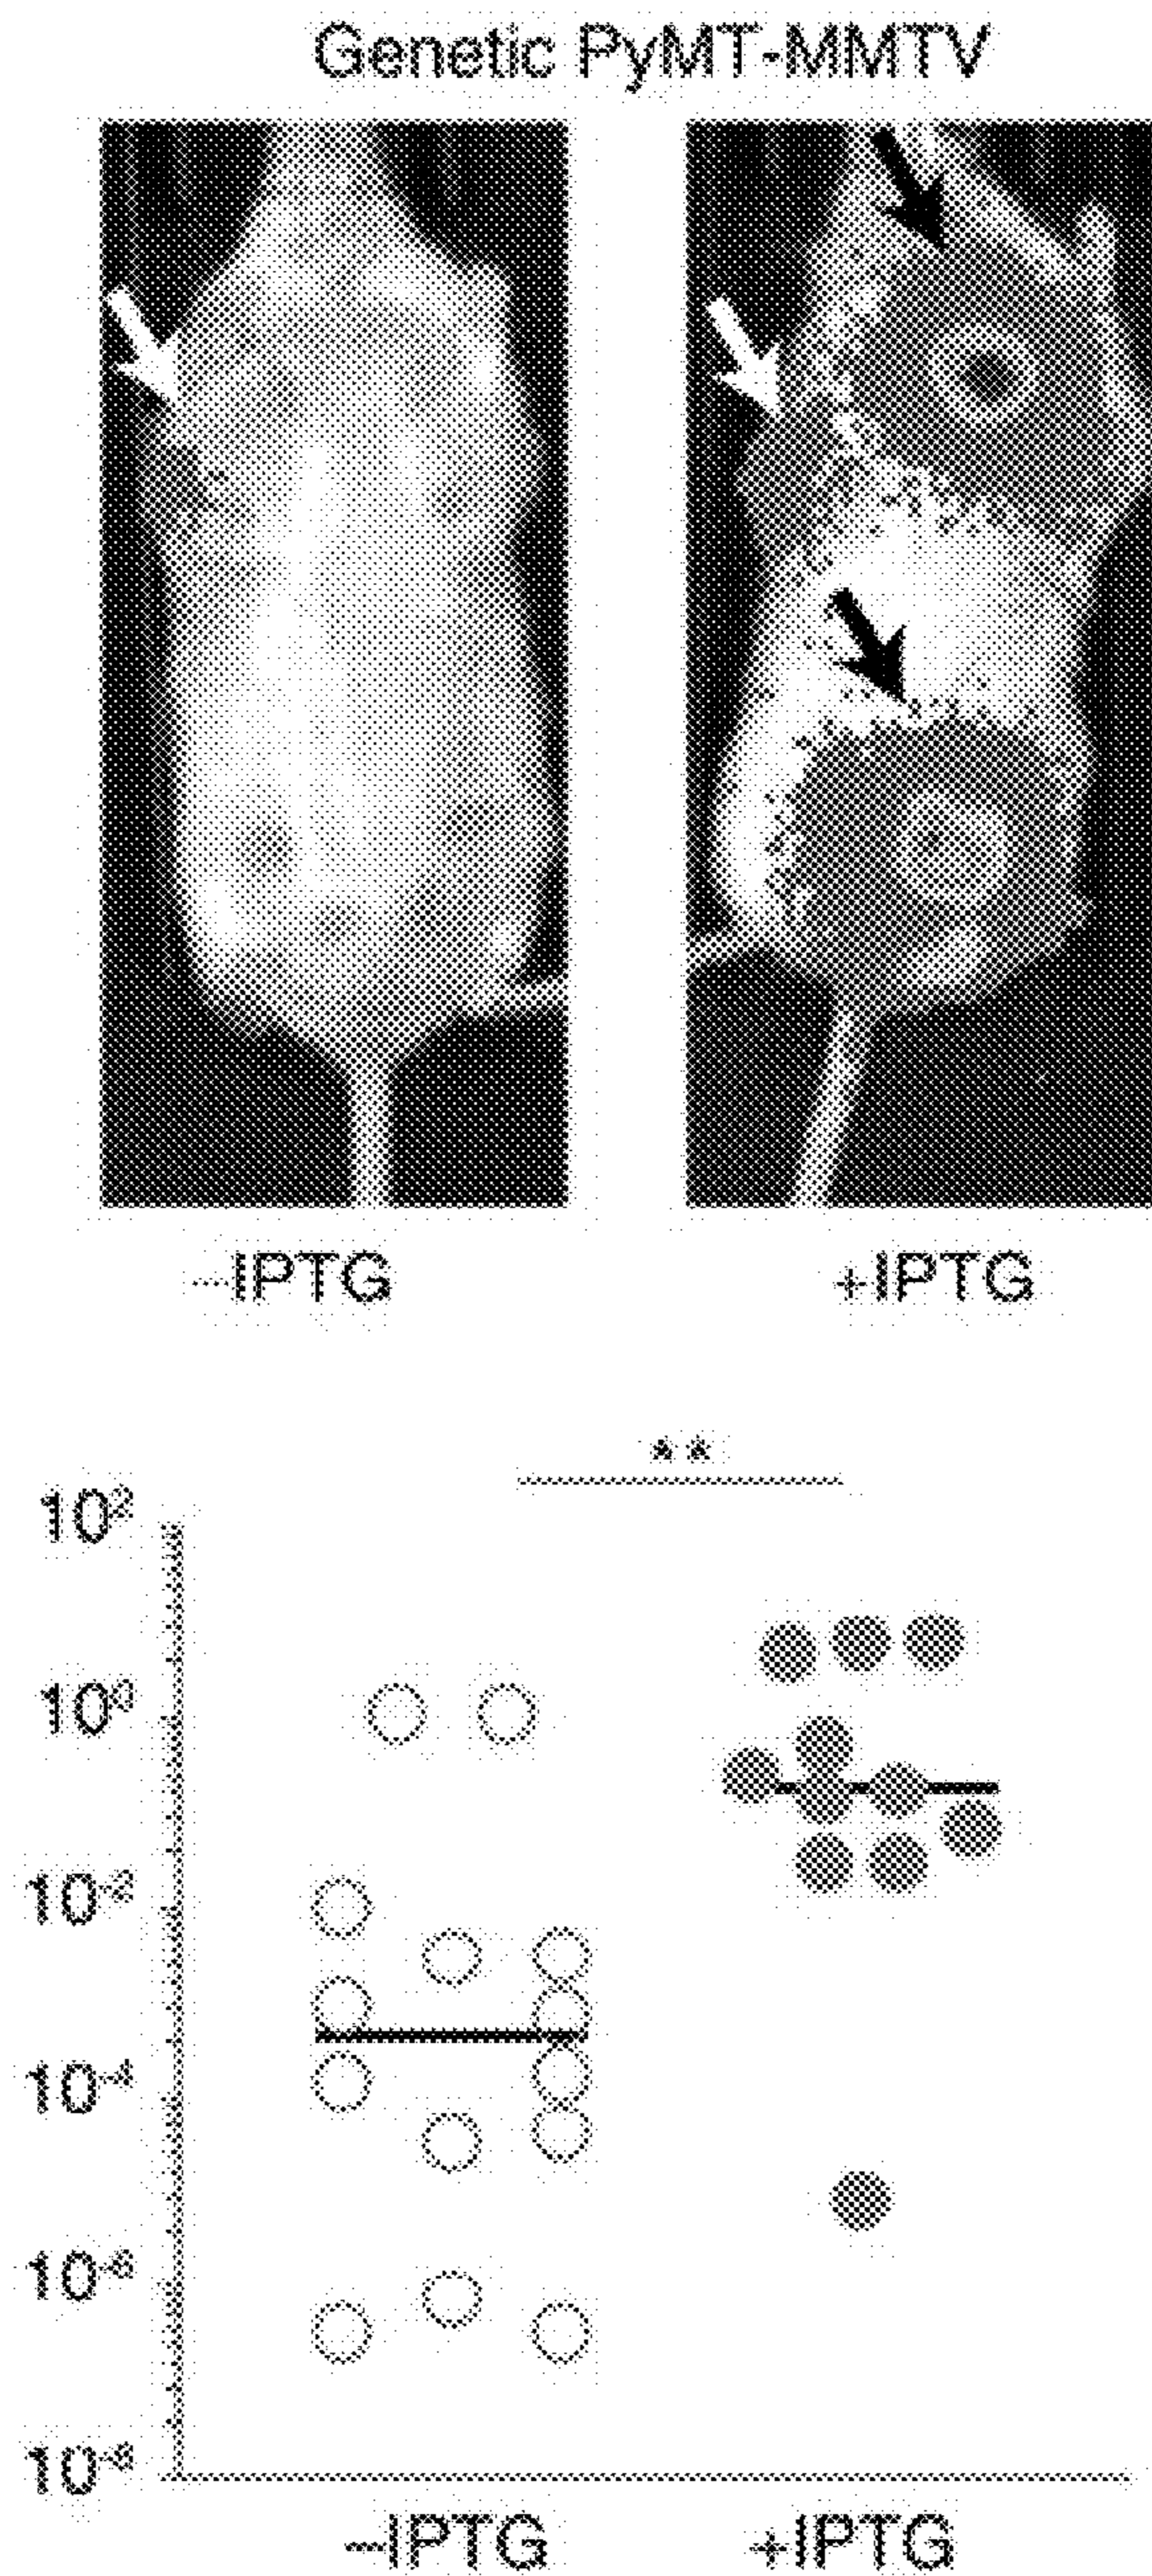 Genetic PyMT-MMTV
–IPTG
+IPTG
**
10²
10⁰
10⁻²
10⁻⁴
10⁻⁶
10⁻⁸
–IPTG
+IPTG